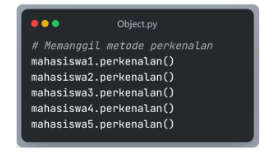 Object.py
# Memanggil metode perkenalan
mahasiswa1.perkenalan()
mahasiswa2.perkenalan()
mahasiswa3.perkenalan()
mahasiswa4.perkenalan()
mahasiswa5.perkenalan()